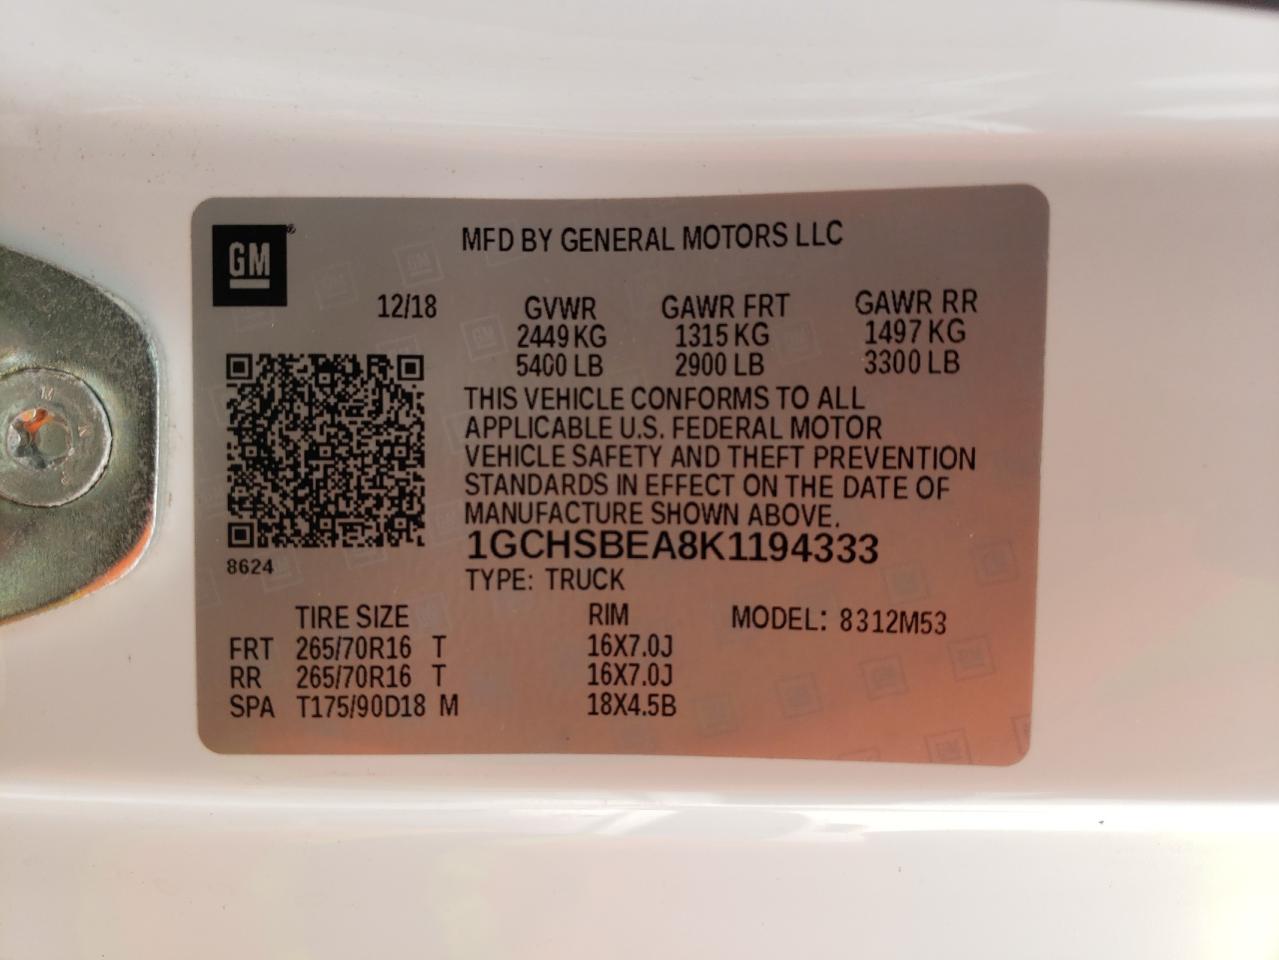 GM
MFD BY GENERAL MOTORS LLC
12/18 GVWR GAWR FRT GAWR RR
2449 KG 1315 KG 1497 KG
5400 LB 2900 LB 3300 LB
THIS VEHICLE CONFORMS TO ALL
APPLICABLE U.S. FEDERAL MOTOR
VEHICLE SAFETY AND THEFT PREVENTION
STANDARDS IN EFFECT ON THE DATE OF
MANUFACTURE SHOWN ABOVE.
1GCHSBEA8K1194333
8624
TYPE: TRUCK
TIRE SIZE RIM MODEL: 8312M53
FRT 265/70R16 T 16X7.0J
RR 265/70R16 T 16X7.0J
SPA T175/90D18 M 18X4.5B